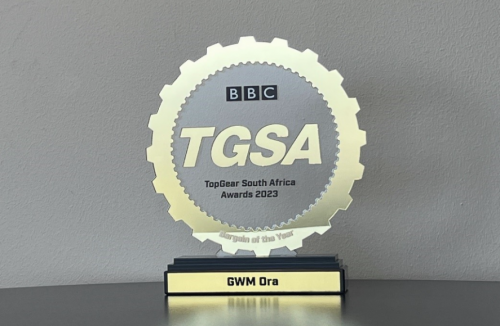 BBC
TGSA
TopGear South Africa
Awards 2023
Bargain of the Year
GWM Ora